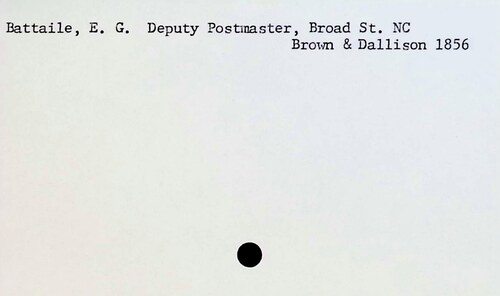 Battaile, E. G. Deputy Postmaster, Broad St. NC
Brown & Dallison 1856